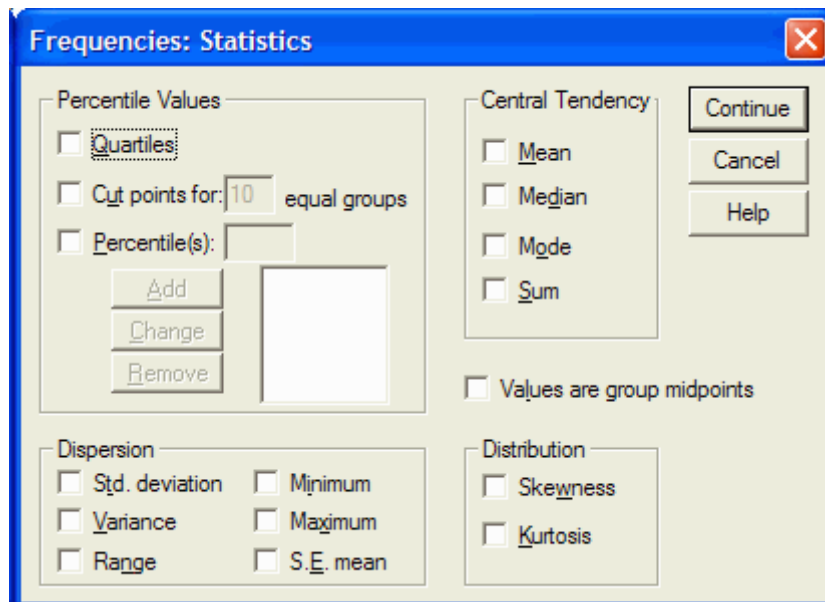 Frequencies: Statistics
Percentile Values
Quartiles
Cut points for: 10 equal groups
Percentile(s):
Add
Change
Remove
Central Tendency
Mean
Median
Mode
Sum
Continue
Cancel
Help
Values are group midpoints
Dispersion
Std. deviation
Minimum
Variance
Maximum
Range
S.E. mean
Distribution
Skewness
Kurtosis